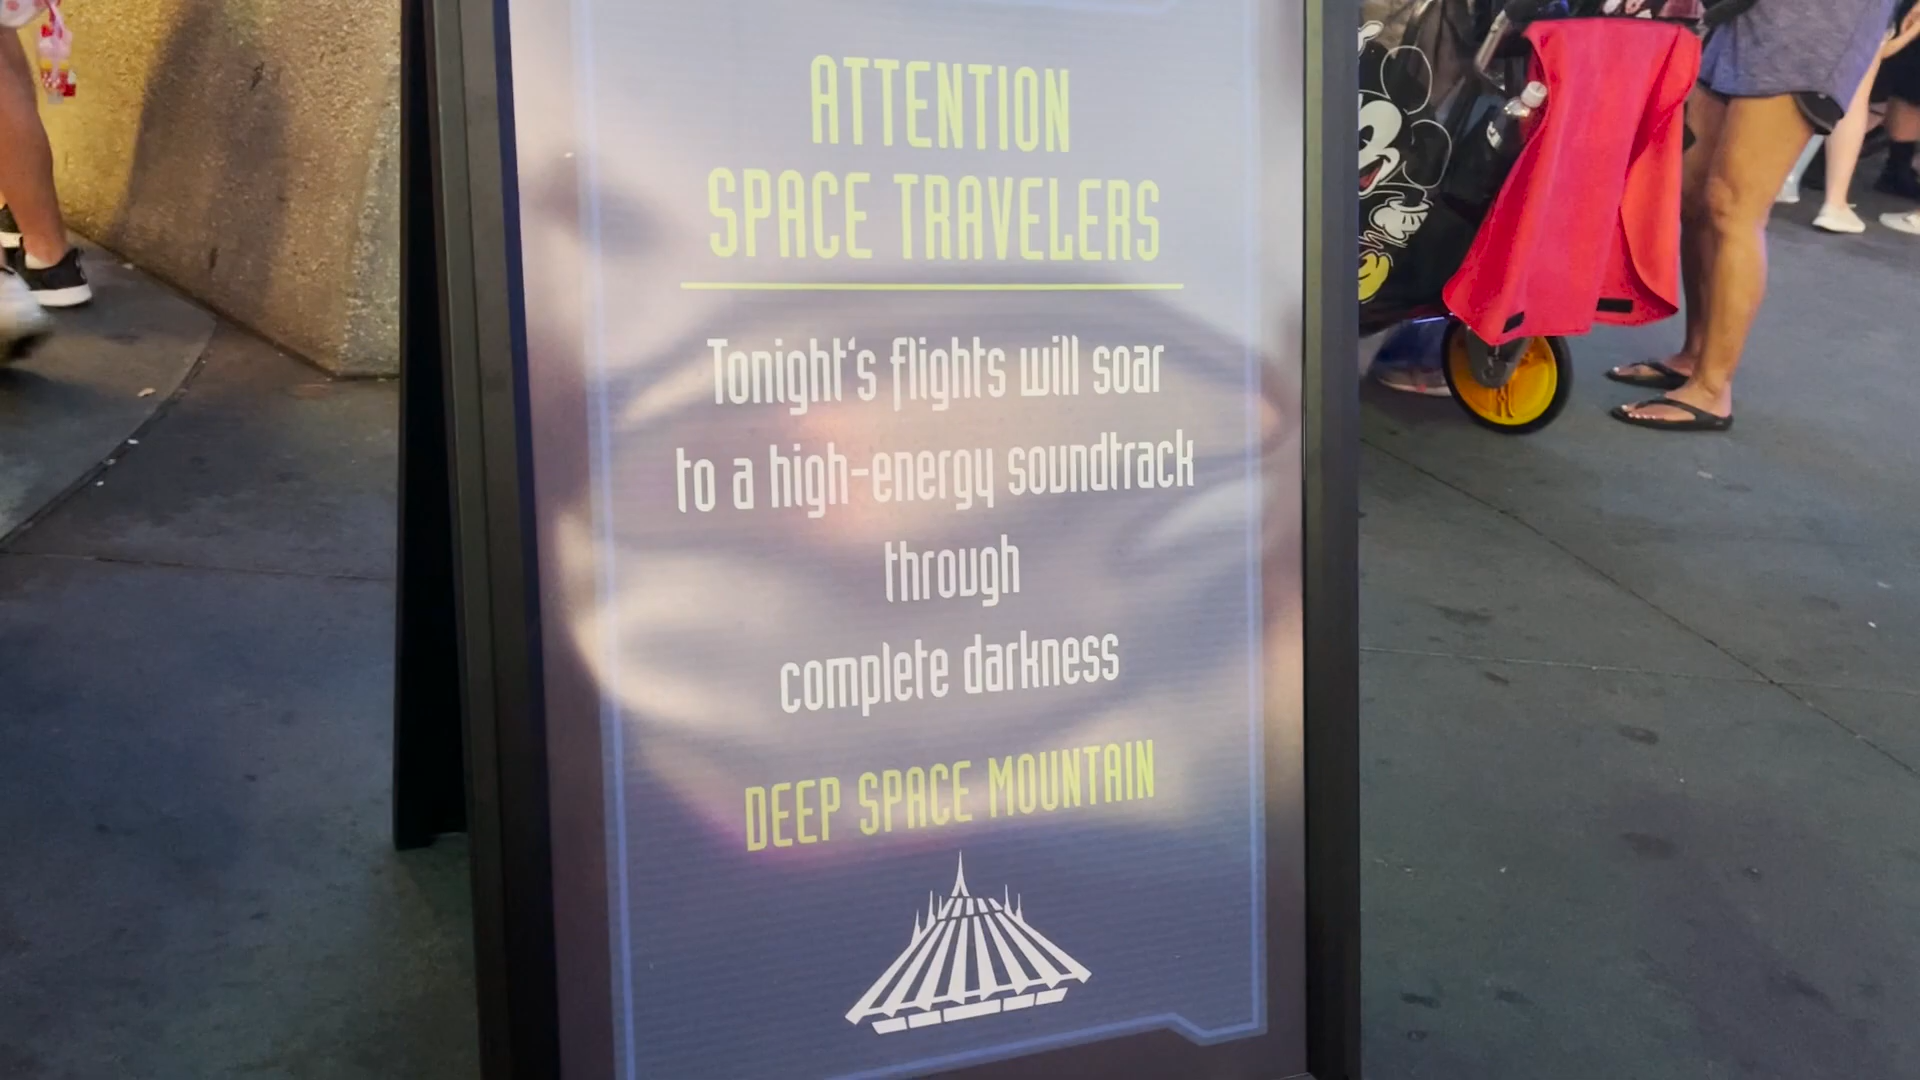 ATTENTION
SPACE TRAVELERS
Tonight's flights will soar
to a high-energy soundtrack
through
complete darkness
DEEP SPACE MOUNTAIN